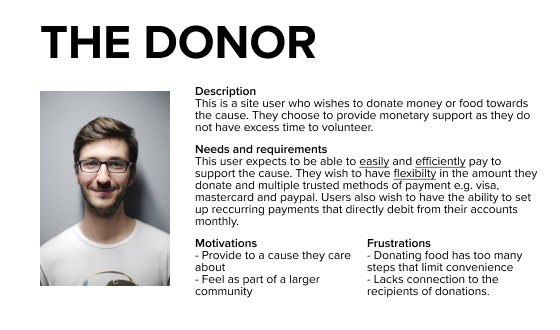 THE DONOR
Description
This is a site user who wishes to donate money or food towards
the cause. They choose to provide monetary support as they do
not have excess time to volunteer.
Needs and requirements
This user expects to be able to easily and efficiently pay to
support the cause. They wish to have flexibilty in the amount they
donate and multiple trusted methods of payment e.g. visa,
mastercard and paypal. Users also wish to have the ability to set
up reccurring payments that directly debit from their accounts
monthly.
Motivations
- Provide to a cause they care
about
- Feel as part of a larger
community
Frustrations
- Donating food has too many
steps that limit convenience
- Lacks connection to the
recipients of donations.